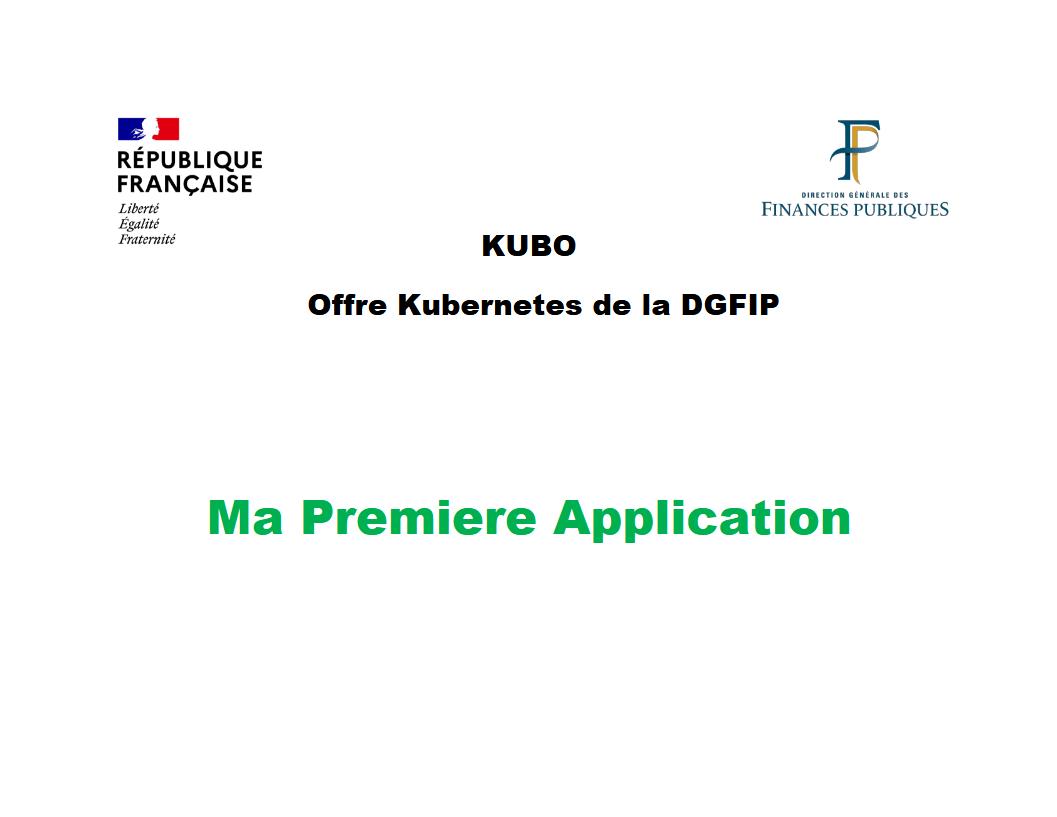 RÉPUBLIQUE
FRANÇAISE
Liberté
Égalité
Fraternité
DIRECTION GÉNÉRALE DES
FINANCES PUBLIQUES
KUBO
Offre Kubernetes de la DGFIP
Ma Premiere Application